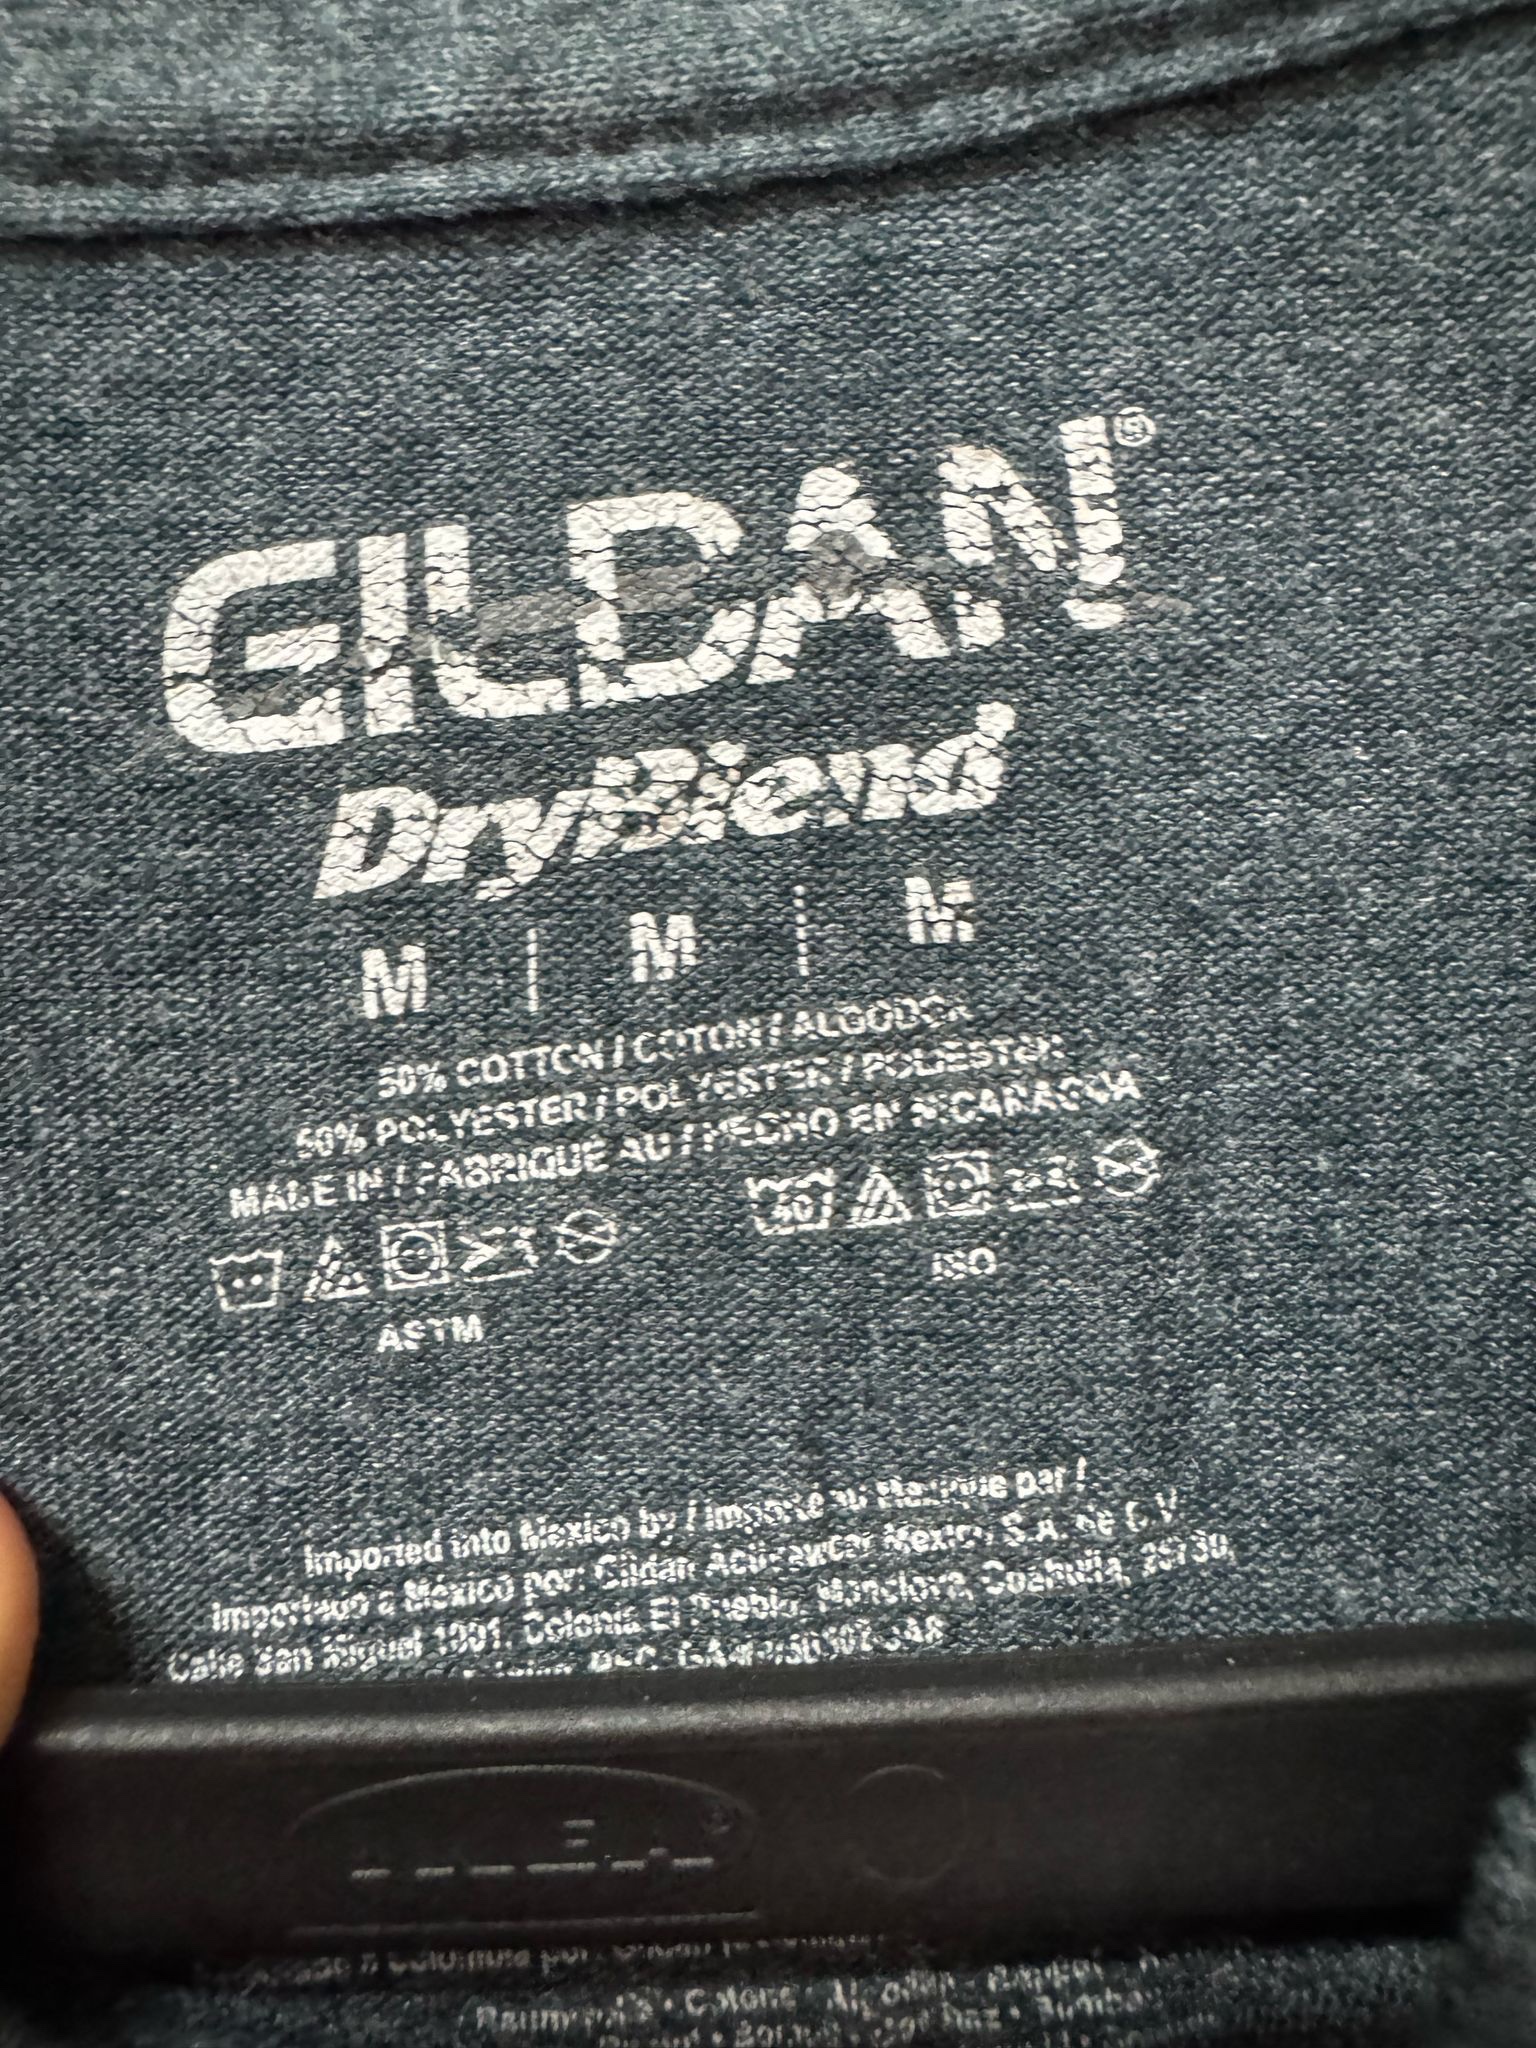 GILDAN®
DryBlend
M | M | M
50% COTTON / COTON / ALGODON
50% POLYESTER / POLYESTER / POLIESTER
MADE IN / FABRIQUE AU / HECHO EN NICARAGUA
40
ASTM
ISO
Imported into Mexico by / Importé au Mexique par /
Importado a México por: Gildan Activewear Mexico S.A. de C.V.
Calle San Miguel 1001, Colonia El Pueblo, Monclova, Coahuila, 25730,